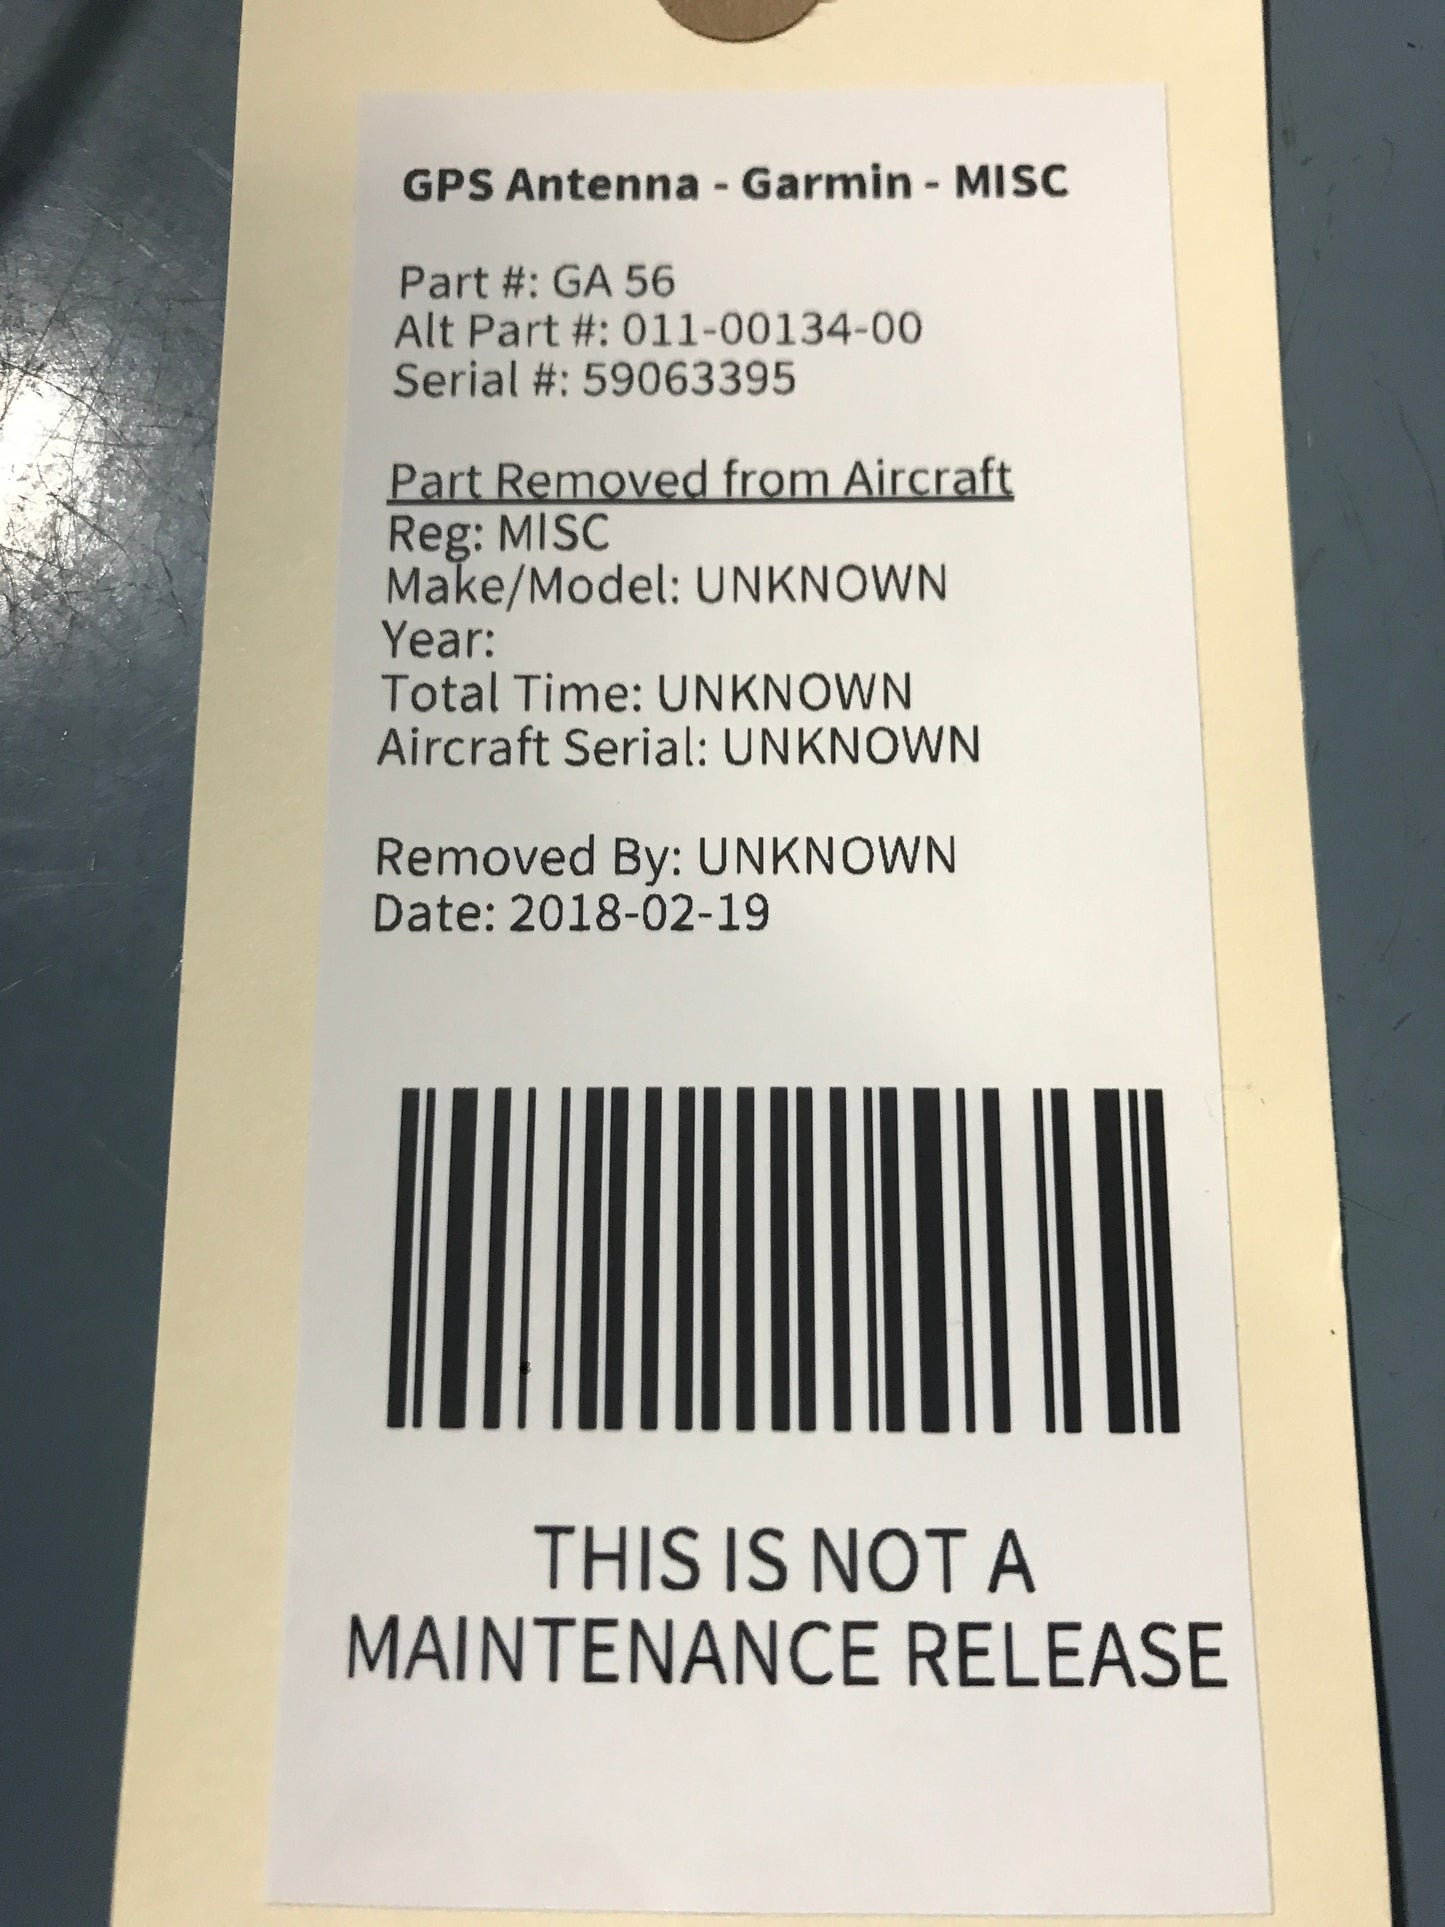 GPS Antenna - Garmin - MISC
Part #: GA 56
Alt Part #: 011-00134-00
Serial #: 59063395
Part Removed from Aircraft
Reg: MISC
Make/Model: UNKNOWN
Year:
Total Time: UNKNOWN
Aircraft Serial: UNKNOWN
Removed By: UNKNOWN
Date: 2018-02-19
THIS IS NOT A
MAINTENANCE RELEASE